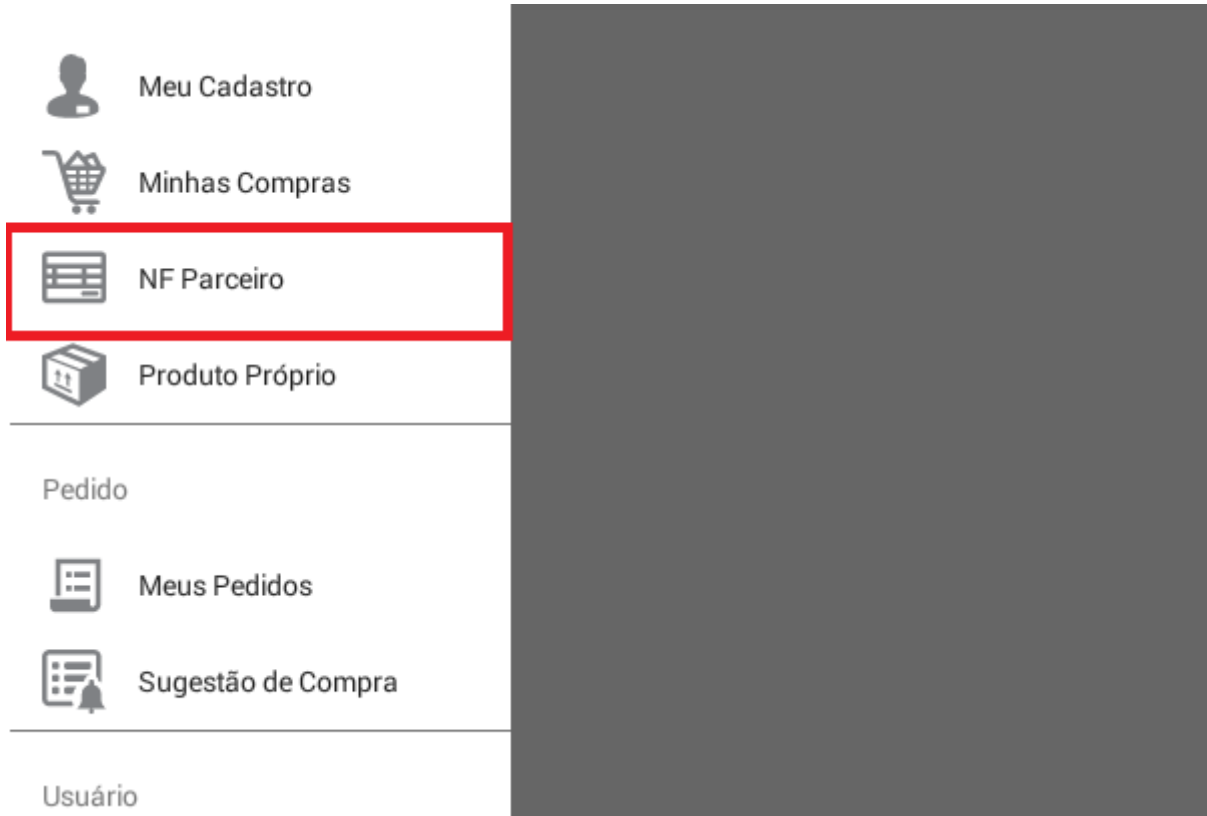 Meu Cadastro
Minhas Compras
NF Parceiro
Produto Próprio
Pedido
Meus Pedidos
Sugestão de Compra
Usuário